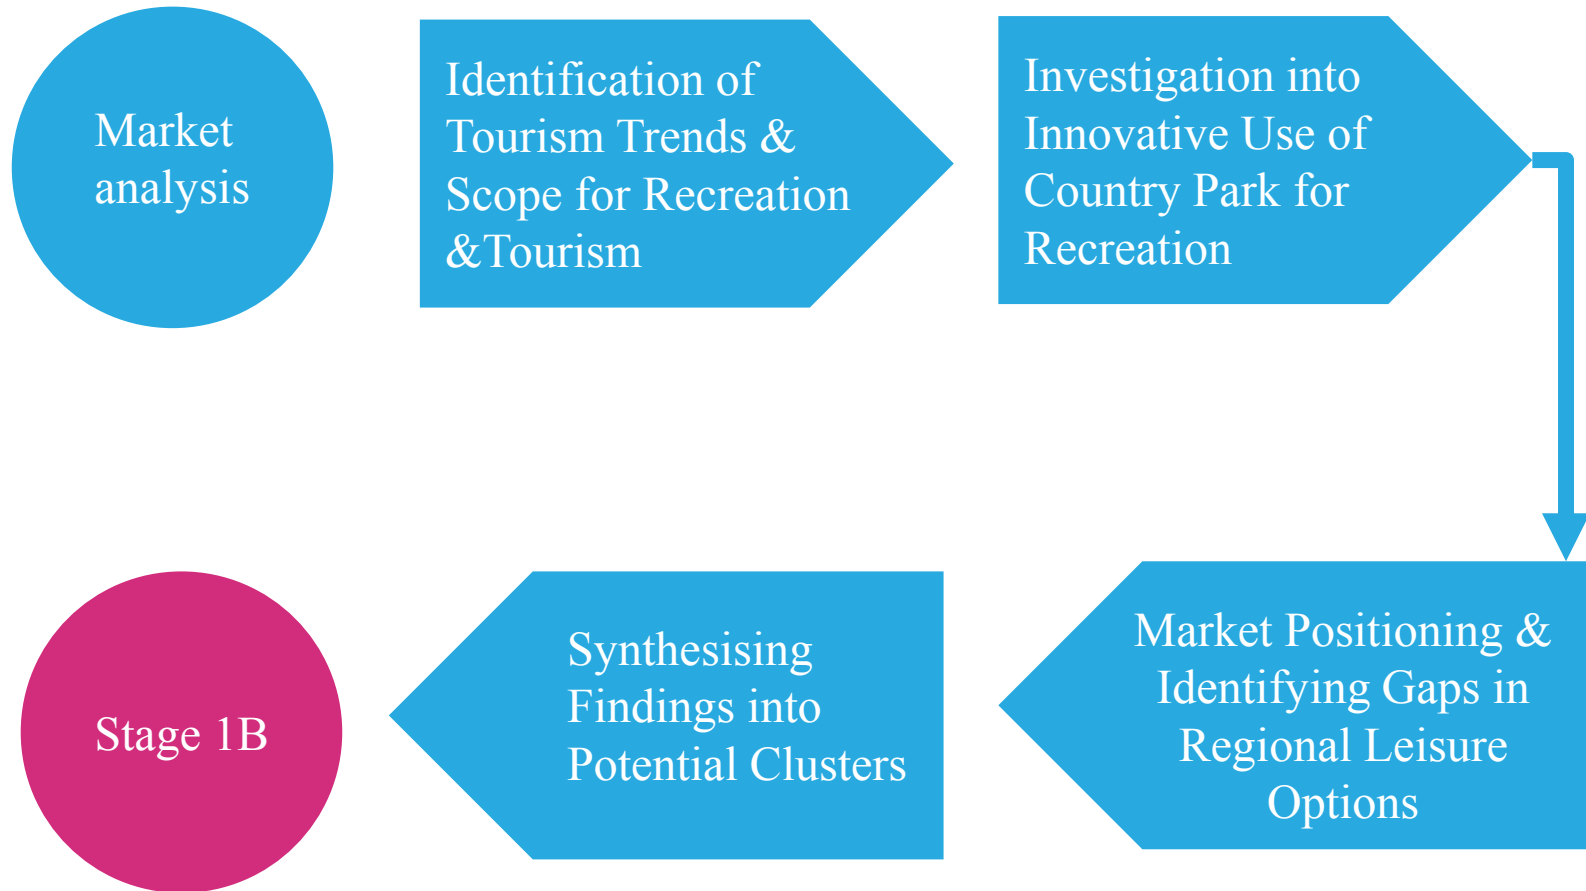 Market
analysis
Identification of
Tourism Trends &
Scope for Recreation
&Tourism
Investigation into
Innovative Use of
Country Park for
Recreation
Market Positioning &
Identifying Gaps in
Regional Leisure
Options
Synthesising
Findings into
Potential Clusters
Stage 1B